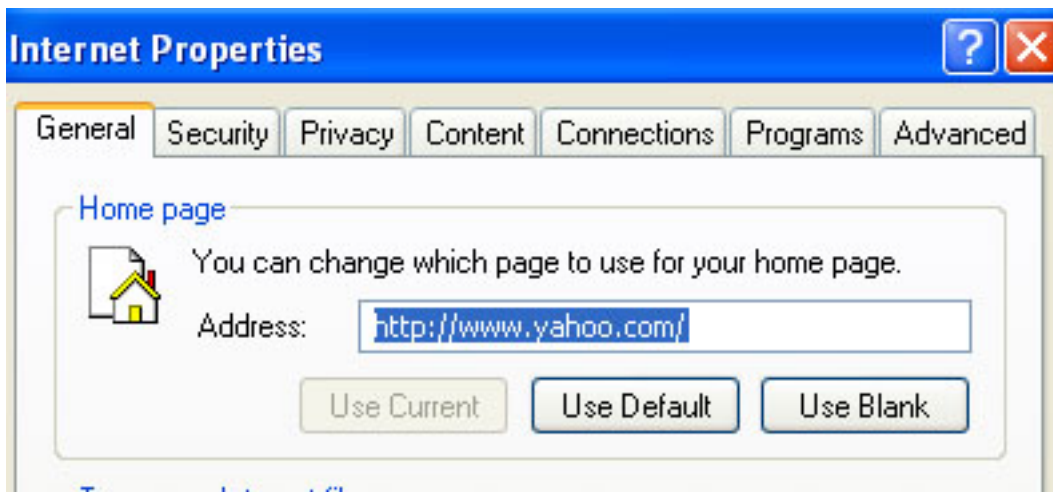 Internet Properties
General Security Privacy Content Connections Programs Advanced
Home page
You can change which page to use for your home page.
Address: http://www.yahoo.com/
Use Current Use Default Use Blank